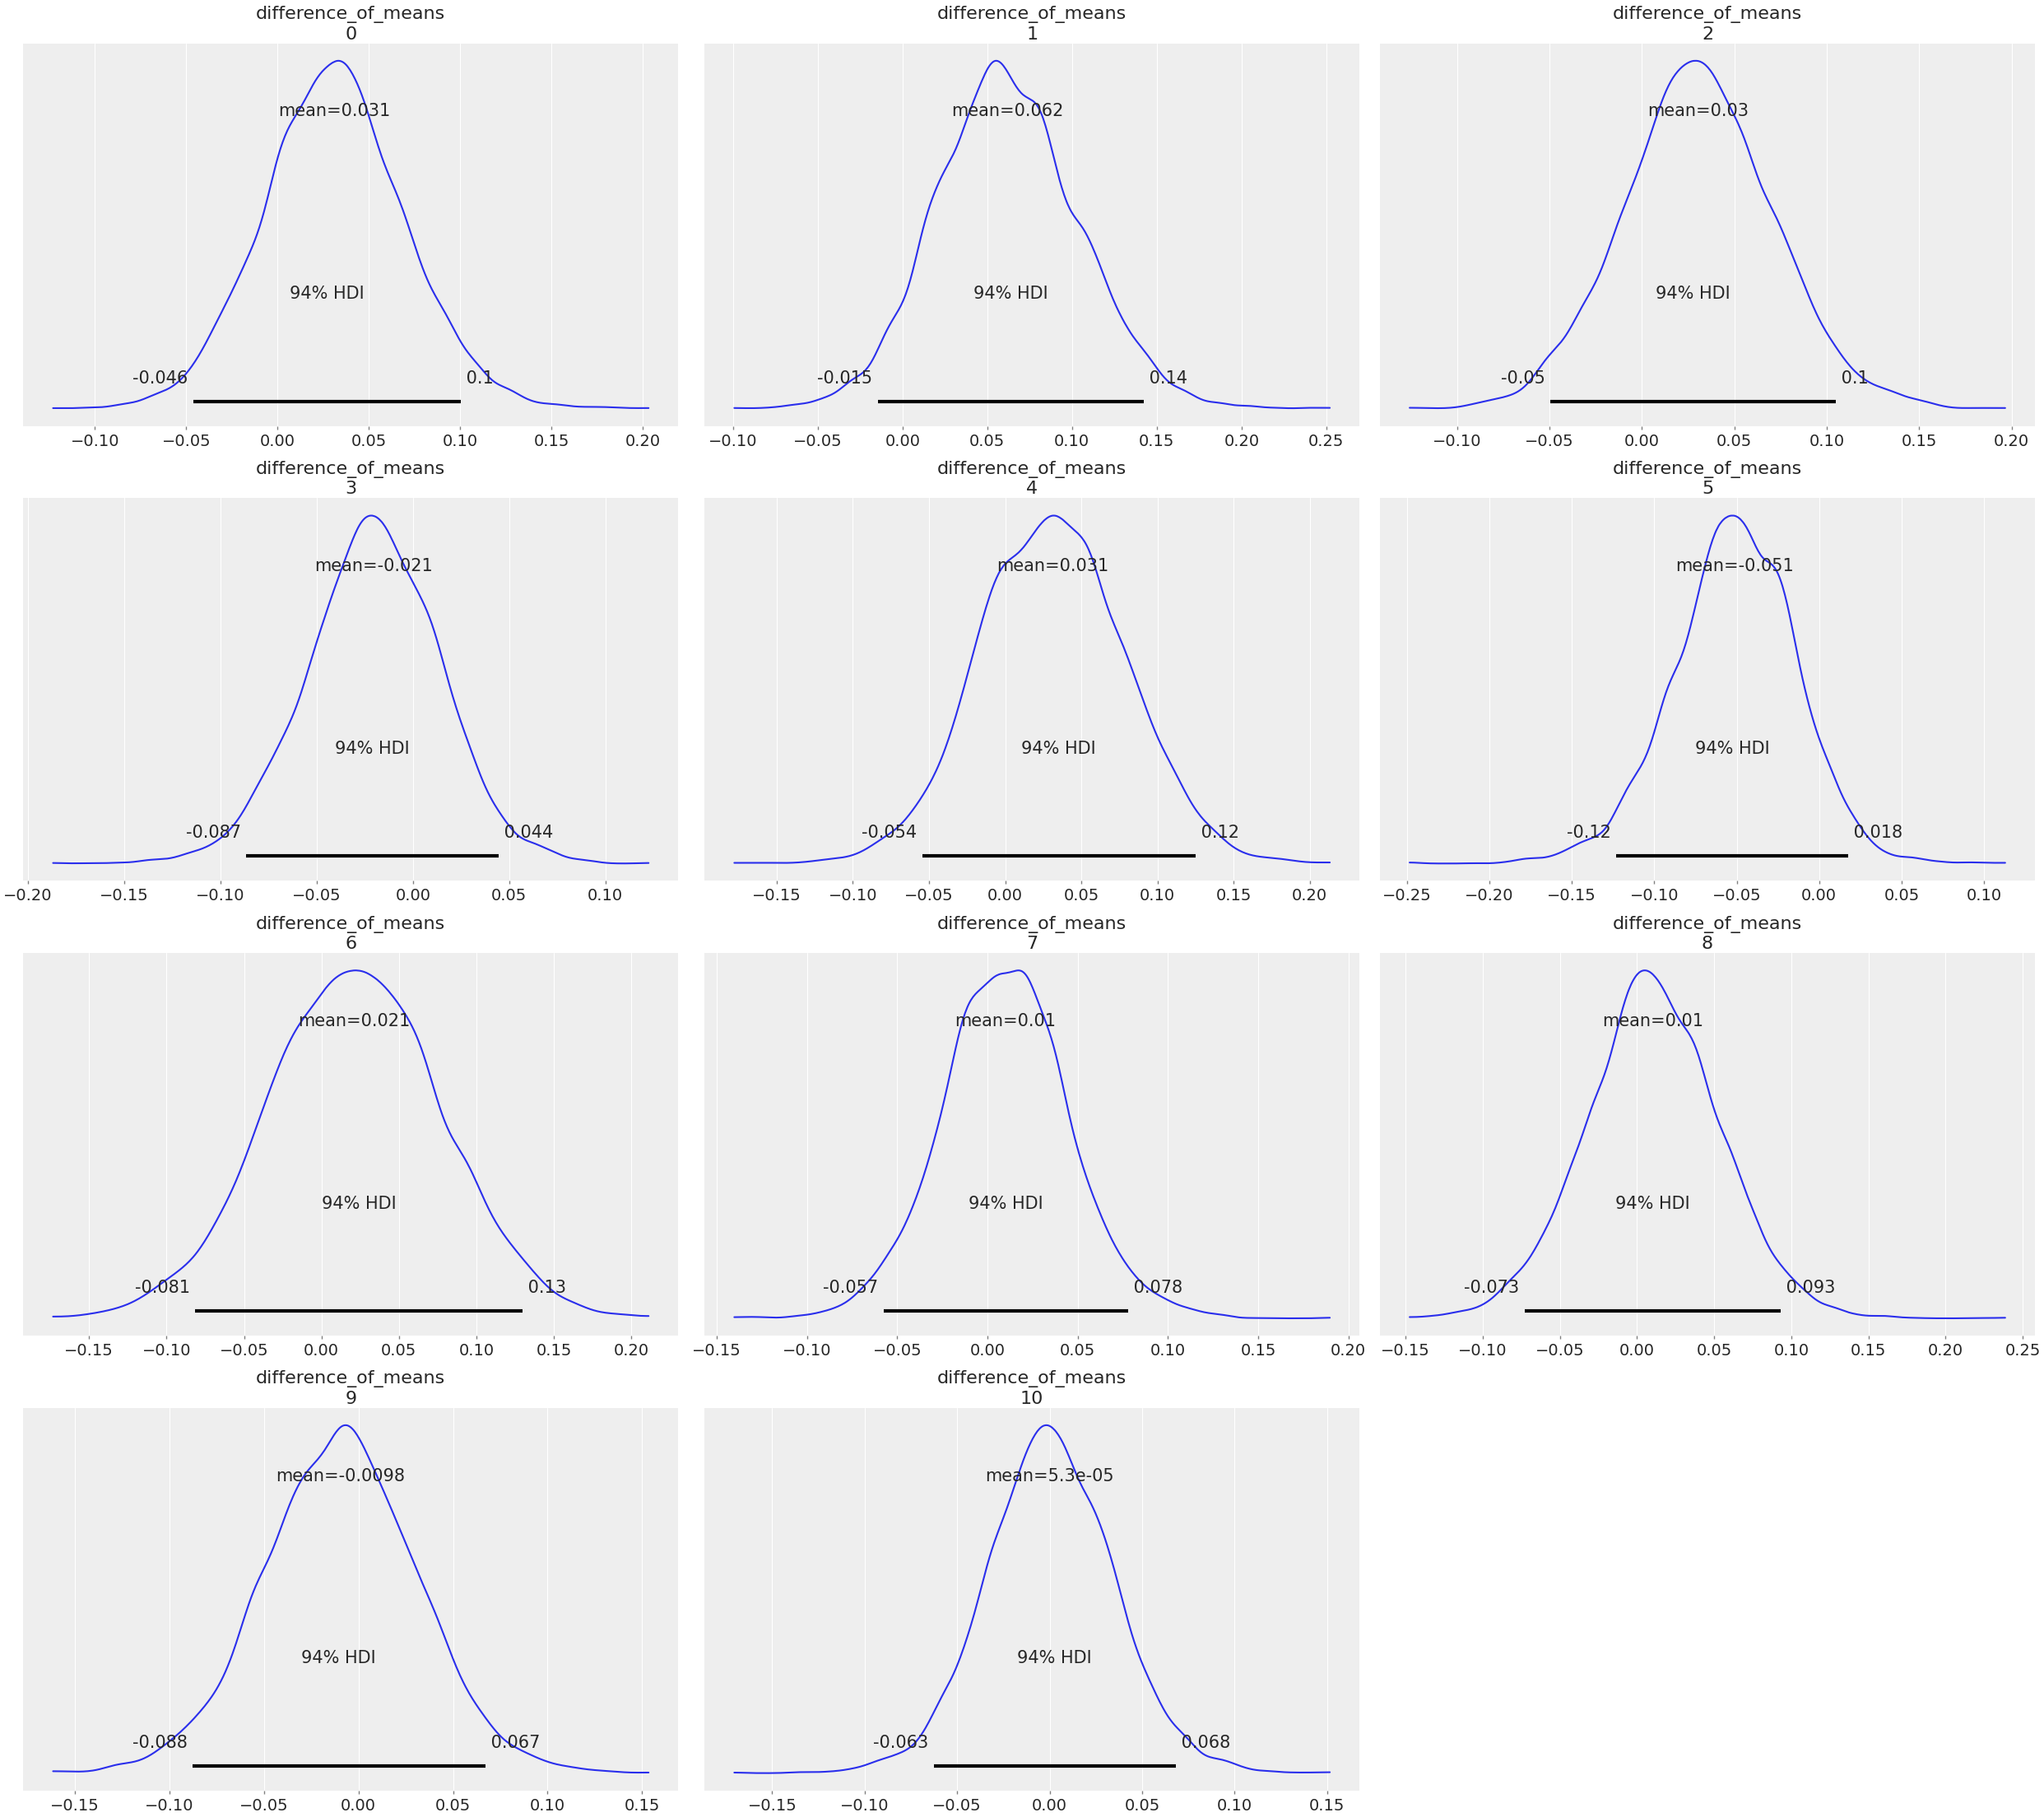 difference_of_means
0
mean=0.031
94% HDI
-0.046 0.1
−0.10 −0.05 0.00 0.05 0.10 0.15 0.20
difference_of_means
1
mean=0.062
94% HDI
-0.015 0.14
−0.10 −0.05 0.00 0.05 0.10 0.15 0.20 0.25
difference_of_means
2
mean=0.03
94% HDI
-0.05 0.1
−0.10 −0.05 0.00 0.05 0.10 0.15 0.20
difference_of_means
3
mean=-0.021
94% HDI
-0.087 0.044
−0.20 −0.15 −0.10 −0.05 0.00 0.05 0.10
difference_of_means
4
mean=0.031
94% HDI
-0.054 0.12
−0.15 −0.10 −0.05 0.00 0.05 0.10 0.15 0.20
difference_of_means
5
mean=-0.051
94% HDI
-0.12 0.018
−0.25 −0.20 −0.15 −0.10 −0.05 0.00 0.05 0.10
difference_of_means
6
mean=0.021
94% HDI
-0.081 0.13
−0.15 −0.10 −0.05 0.00 0.05 0.10 0.15 0.20
difference_of_means
7
mean=0.01
94% HDI
-0.057 0.078
−0.15 −0.10 −0.05 0.00 0.05 0.10 0.15 0.20
difference_of_means
8
mean=0.01
94% HDI
-0.073 0.093
−0.15 −0.10 −0.05 0.00 0.05 0.10 0.15 0.20 0.25
difference_of_means
9
mean=-0.0098
94% HDI
-0.088 0.067
−0.15 −0.10 −0.05 0.00 0.05 0.10 0.15
difference_of_means
10
mean=5.3e-05
94% HDI
-0.063 0.068
−0.15 −0.10 −0.05 0.00 0.05 0.10 0.15